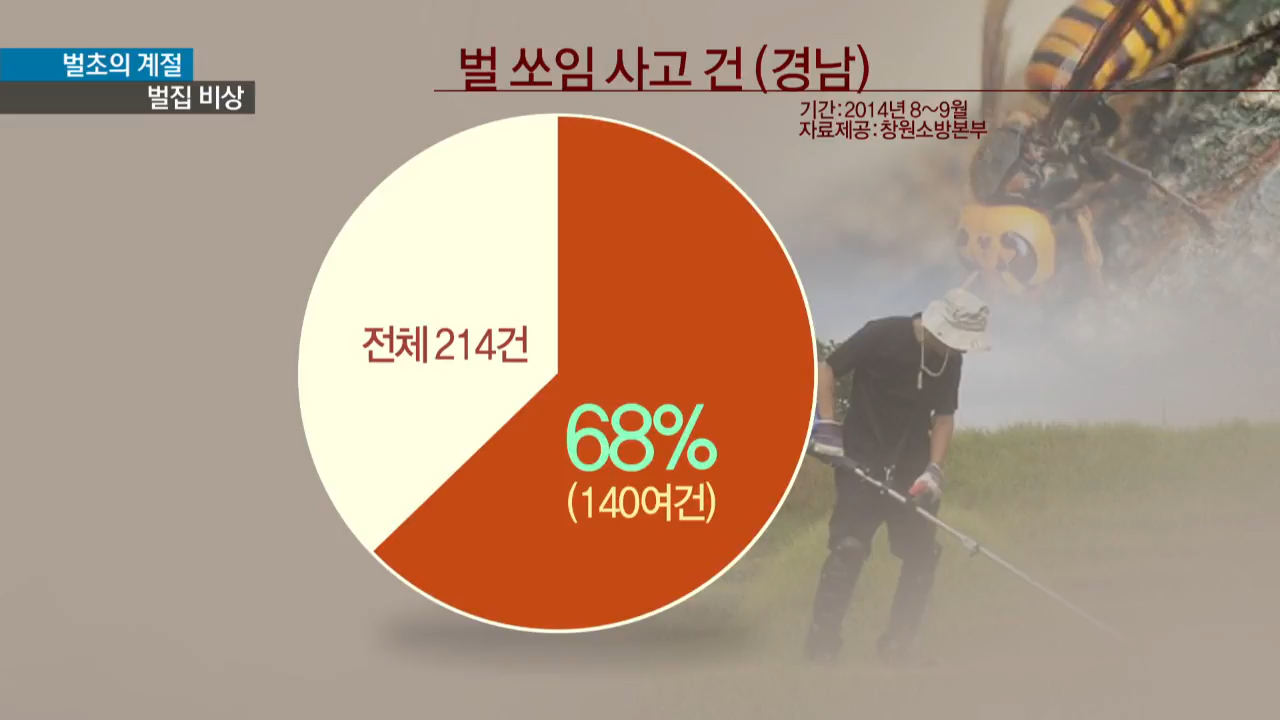 벌초의 계절
벌집 비상
벌 쏘임 사고 건 (경남)
기간:2014년 8~9월
자료제공:창원소방본부
전체 214건
68%
(140여건)